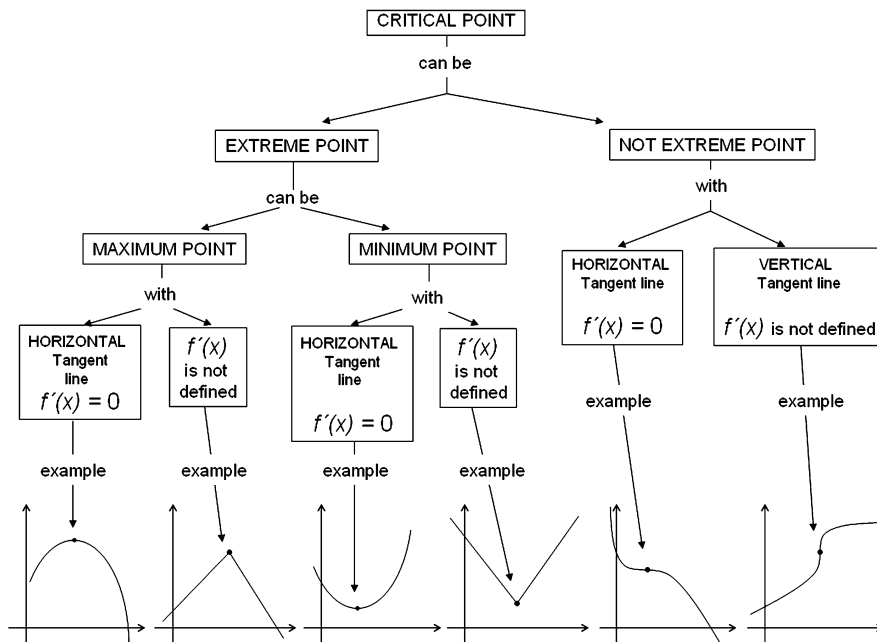 CRITICAL POINT
can be
EXTREME POINT
NOT EXTREME POINT
can be
with
MAXIMUM POINT
MINIMUM POINT
with
with
HORIZONTAL
Tangent line
f´(x) = 0
VERTICAL
Tangent line
f´(x) is not defined
HORIZONTAL
Tangent
line
f´(x) = 0
f´(x)
is not
defined
HORIZONTAL
Tangent
line
f´(x) = 0
f´(x)
is not
defined
example
example
example
example
example
example